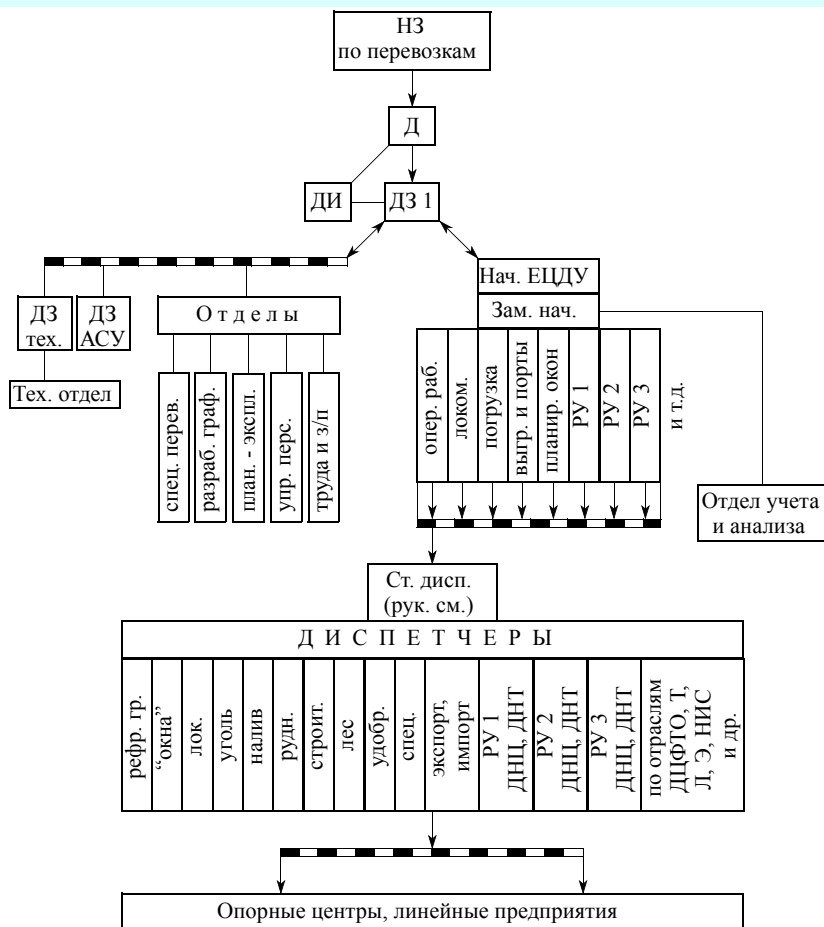 НЗ
по перевозкам
Д
ДИ
ДЗ 1
Нач. ЕЦДУ
Зам. нач.
ДЗ
тех.
ДЗ
АСУ
Отделы
Тех. отдел
спец. перев.
разраб. граф.
план. - экспл.
упр. перс.
труда и з/п
опер. раб.
локом.
погрузка
выгр. и порты
планир. окон
РУ 1
РУ 2
РУ 3
и т.д.
Отдел учета
и анализа
Ст. дисп.
(рук. см.)
ДИСПЕТЧЕРЫ
рефр. гр.
“окна”
лок.
уголь
налив
рудн.
строит.
лес
удобр.
спец.
экспорт,
импорт
РУ 1
ДНЦ, ДНТ
РУ 2
ДНЦ, ДНТ
РУ 3
ДНЦ, ДНТ
по отраслям
ДЦФТО, Т,
Л, Э, НИС
и др.
Опорные центры, линейные предприятия